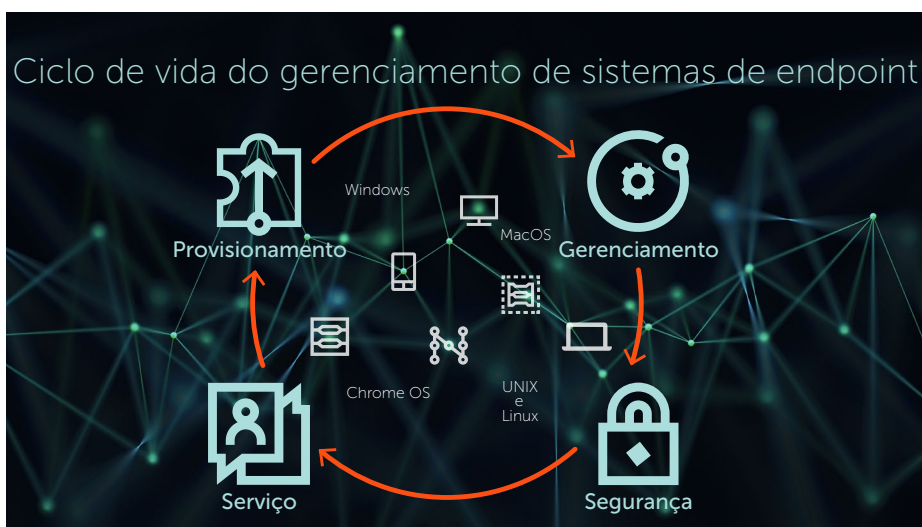 Ciclo de vida do gerenciamento de sistemas de endpoint
Windows
MacOS
Provisionamento
Gerenciamento
Chrome OS
UNIX
e
Linux
Serviço
Segurança